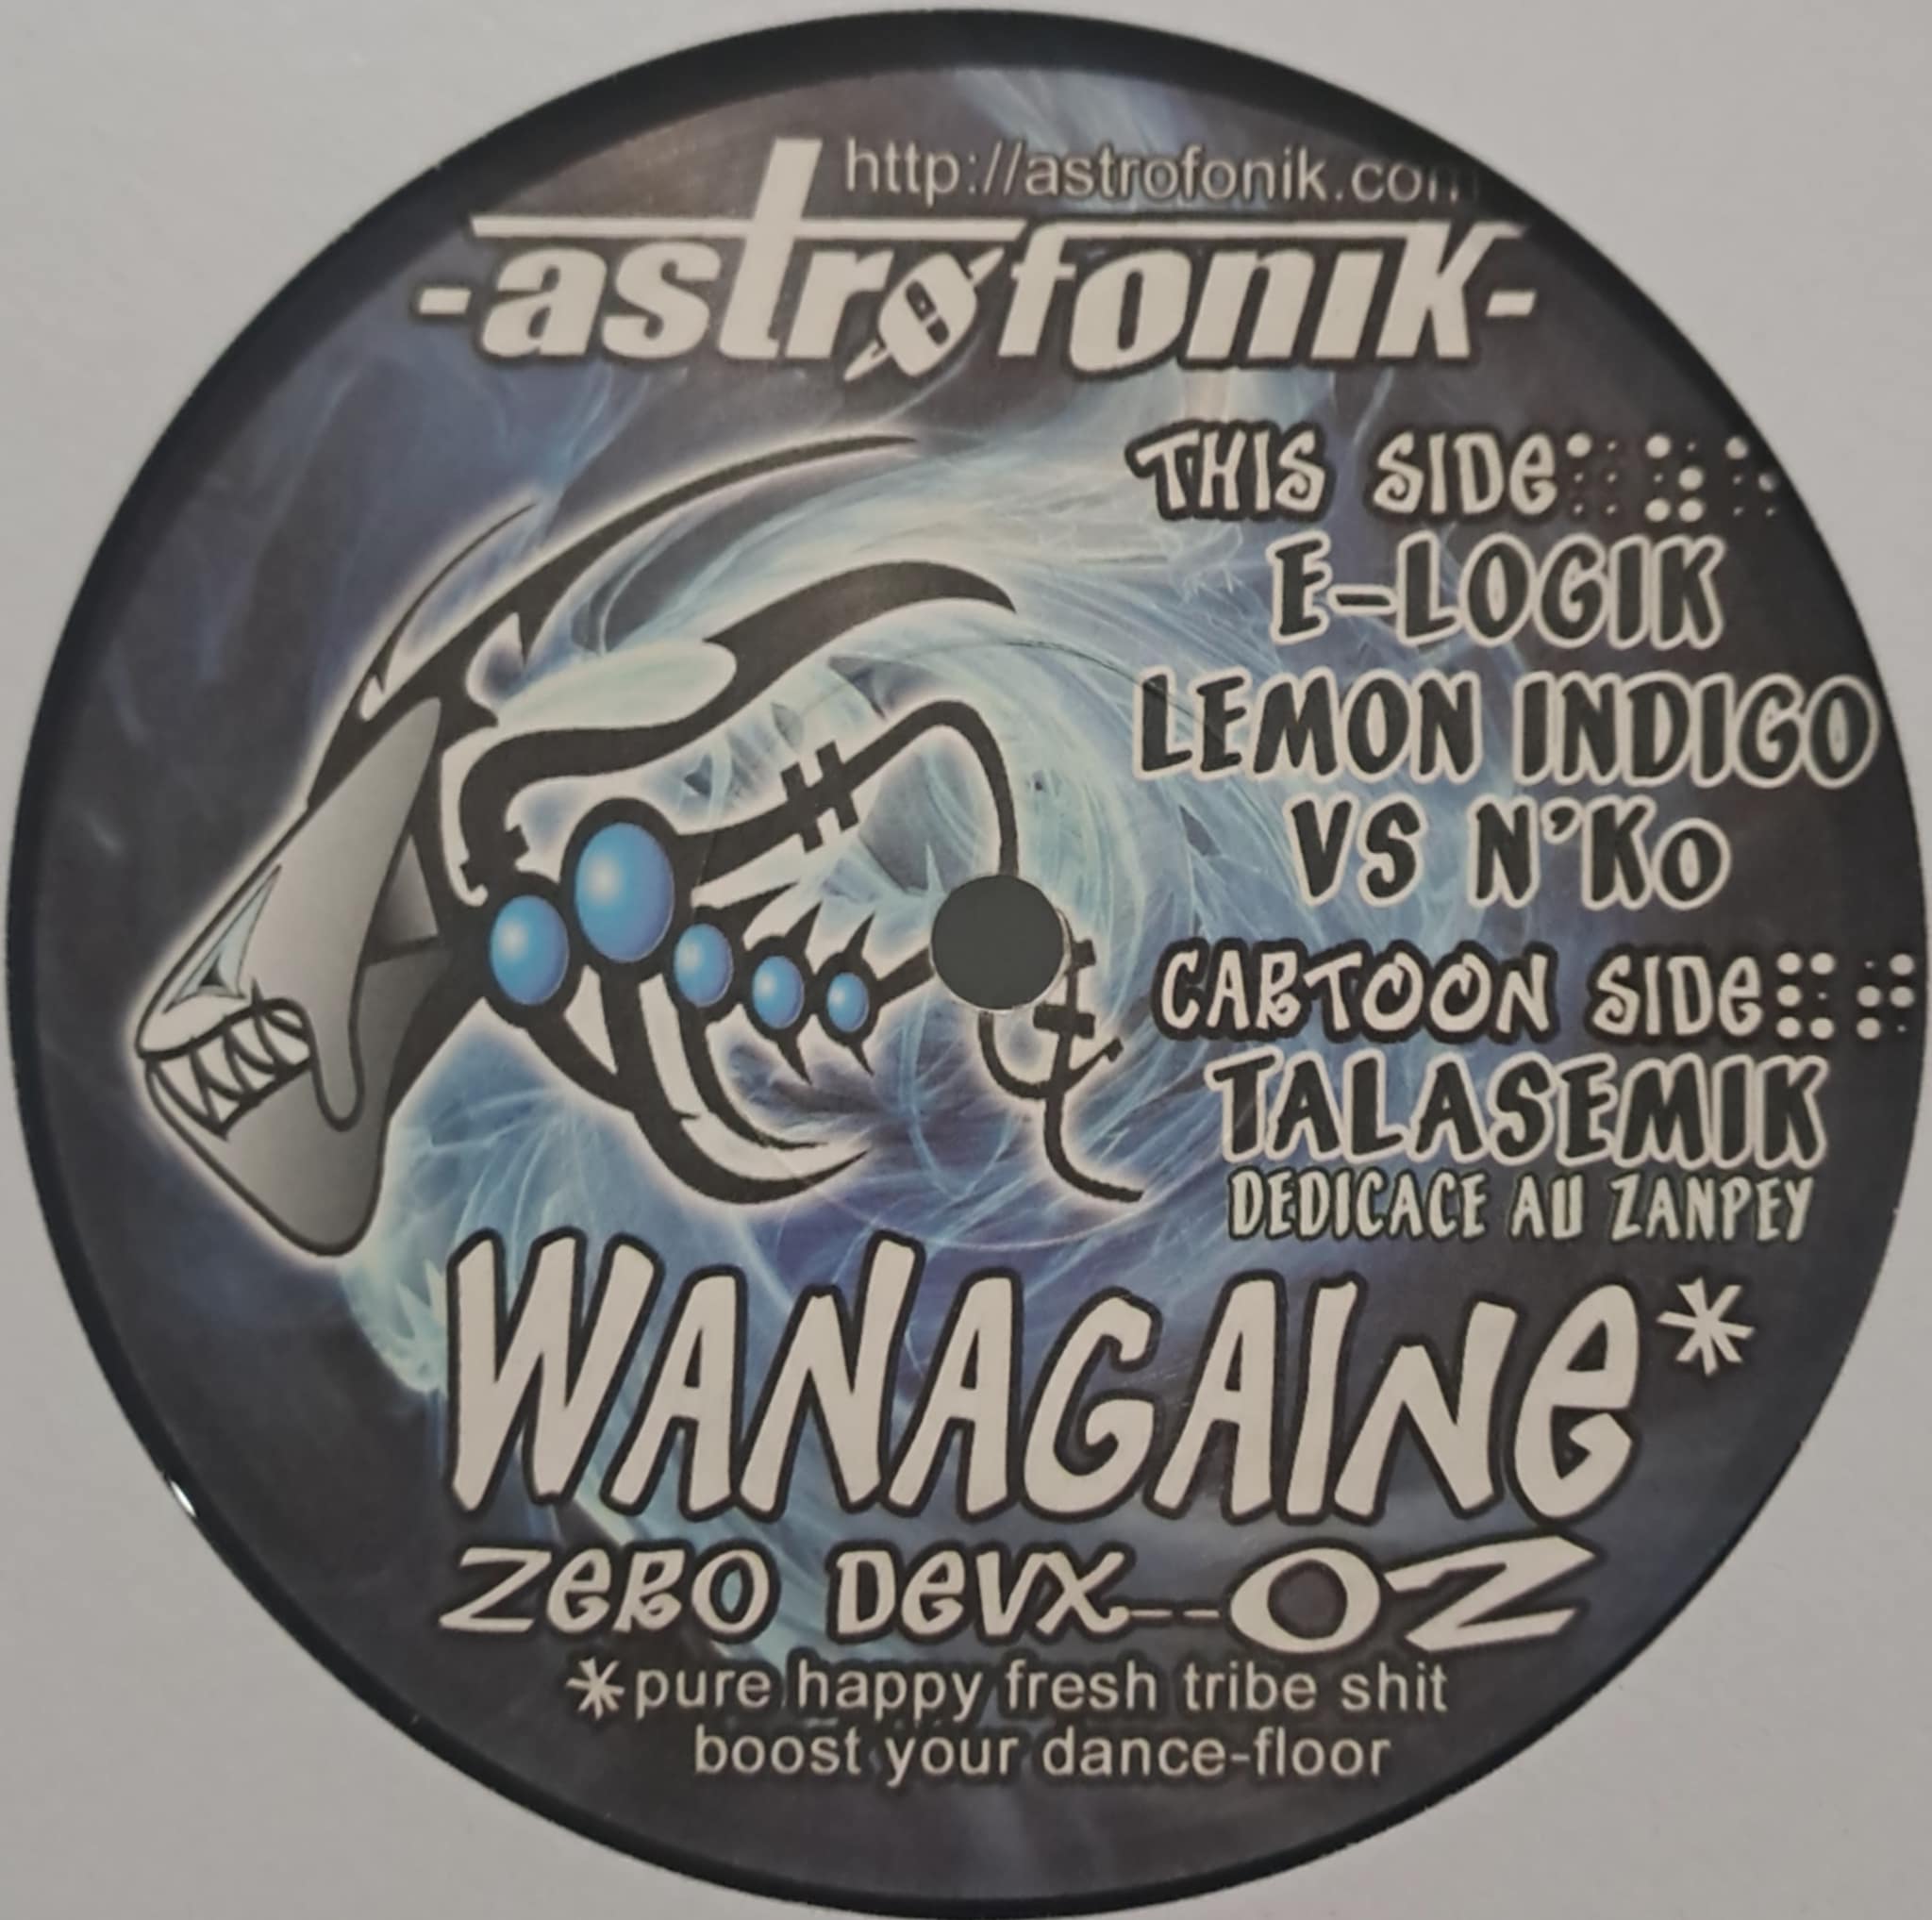 http://astrofonik.com
-astrofonik-
THIS SIDE
E-LOGIK
LEMON INDIGO
VS N'KO
CARTOON SIDE
TALASEMIK
DEDICACE AU ZANPEY
WANAGAINE*
ZERO DEVX--02
*pure happy fresh tribe shit
boost your dance-floor